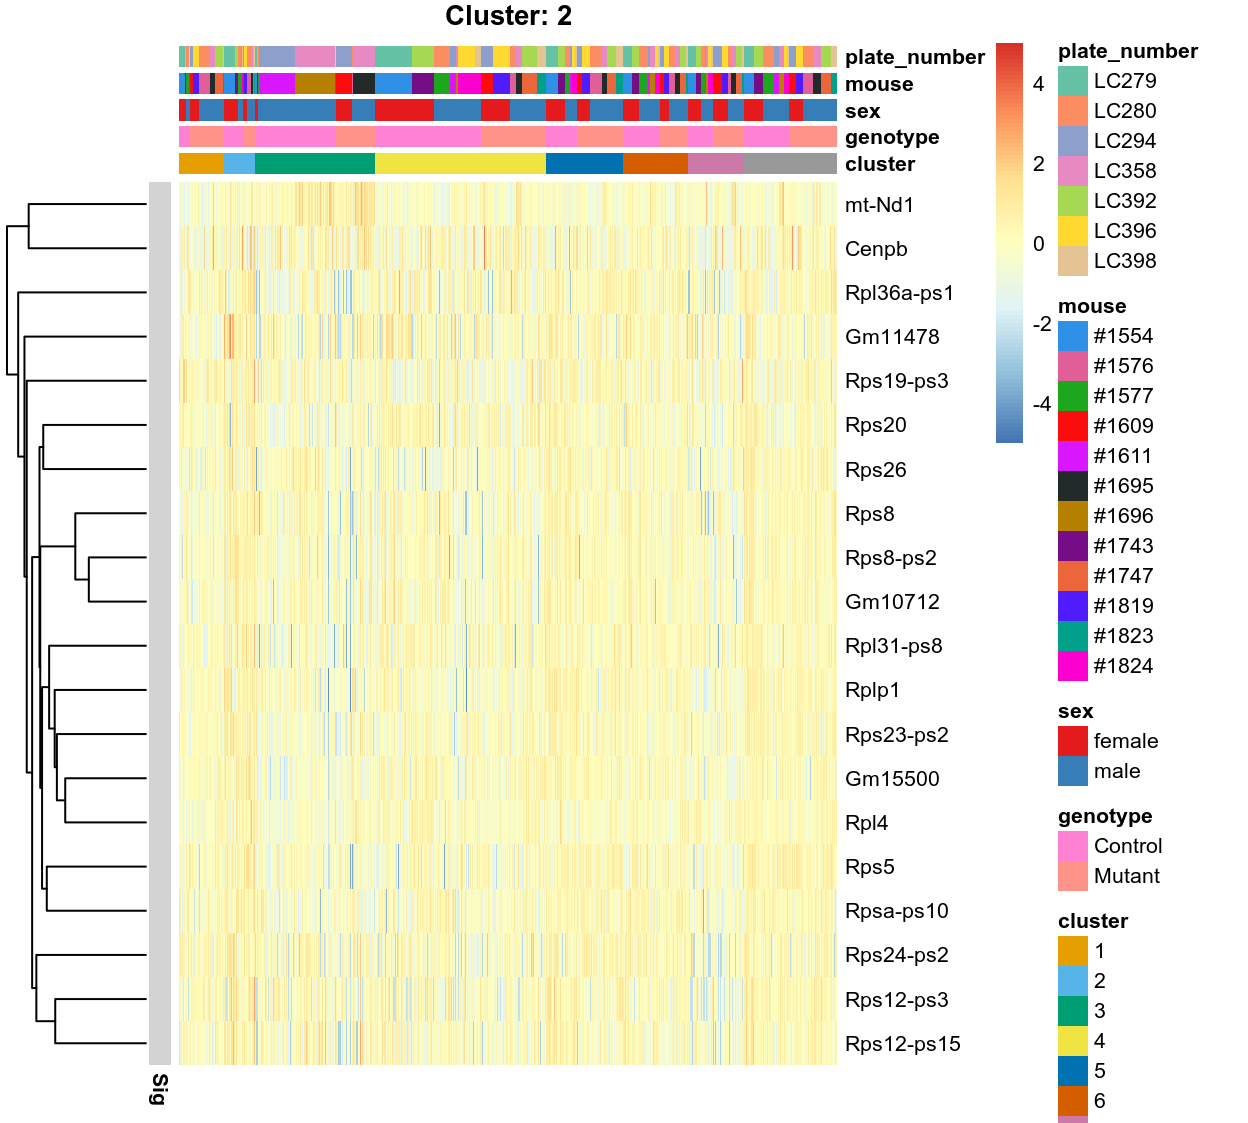 Cluster: 2
plate_number
mouse
sex
genotype
cluster
mt-Nd1
Cenpb
Rpl36a-ps1
Gm11478
Rps19-ps3
Rps20
Rps26
Rps8
Rps8-ps2
Gm10712
Rpl31-ps8
Rplp1
Rps23-ps2
Gm15500
Rpl4
Rps5
Rpsa-ps10
Rps24-ps2
Rps12-ps3
Rps12-ps15
Sig
4
2
0
-2
-4
plate_number
LC279
LC280
LC294
LC358
LC392
LC396
LC398
mouse
#1554
#1576
#1577
#1609
#1611
#1695
#1696
#1743
#1747
#1819
#1823
#1824
sex
female
male
genotype
Control
Mutant
cluster
1
2
3
4
5
6